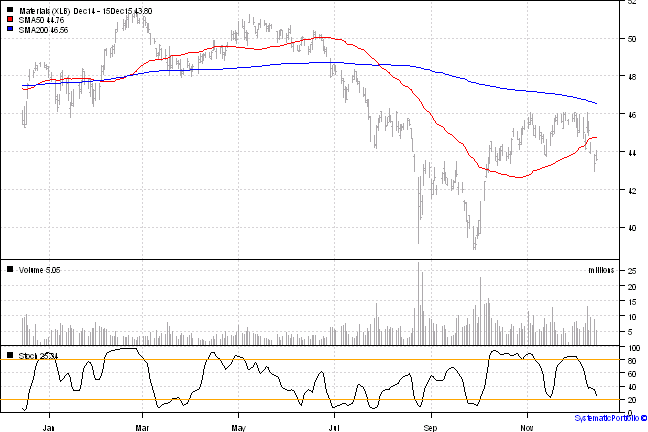 Materials (XLB) Dec14 - 15Dec15 43.80
SMA50 44.76
SMA200 46.56
52
50
48
46
44
42
40
Volume 5.05
millions
25
20
15
10
5
Stoch 25.34
100
80
60
40
20
0
Jan Mar May Jul Sep Nov
SystematicPortfolio ©